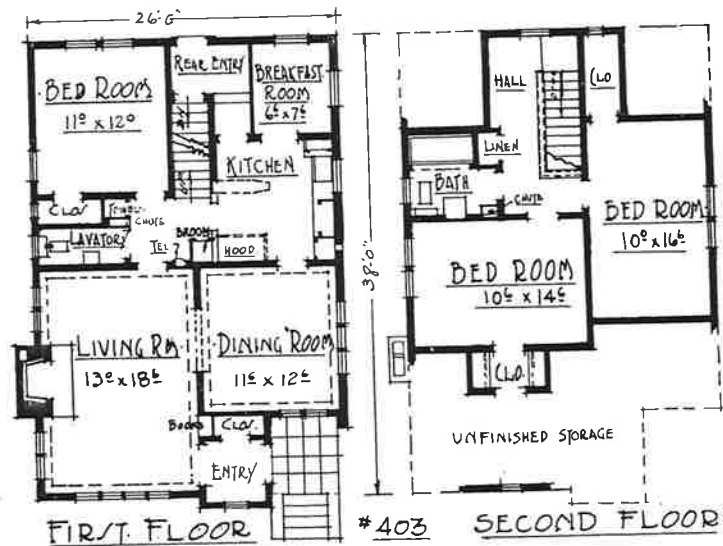 26'-0"
REAR ENTRY
BREAKFAST
ROOM
6⁶ x 7⁶
BED ROOM
11⁰ x 12⁰
KITCHEN
CLOS
CHUTE
LAVATORY
TEL
BROOM
HOOD
LIVING RM
13⁰ x 18⁶
DINING ROOM
11⁶ x 12⁶
BOOKS
CLOS.
ENTRY
FIRST FLOOR
38'-0"
#403
HALL
CLO
LINEN
BATH
CHUTE
BED ROOM
10⁰ x 16⁶
BED ROOM
10⁶ x 14⁶
CLO.
UNFINISHED STORAGE
SECOND FLOOR